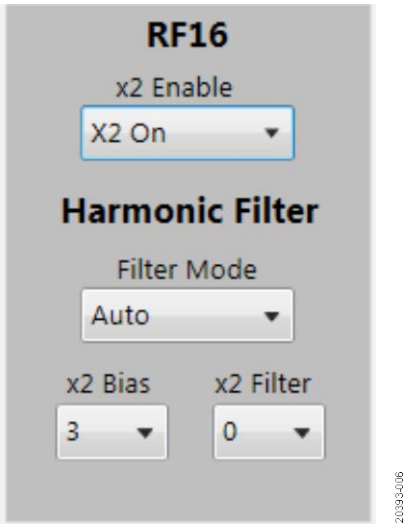 RF16
x2 Enable
X2 On
Harmonic Filter
Filter Mode
Auto
x2 Bias x2 Filter
3 0
20393-006